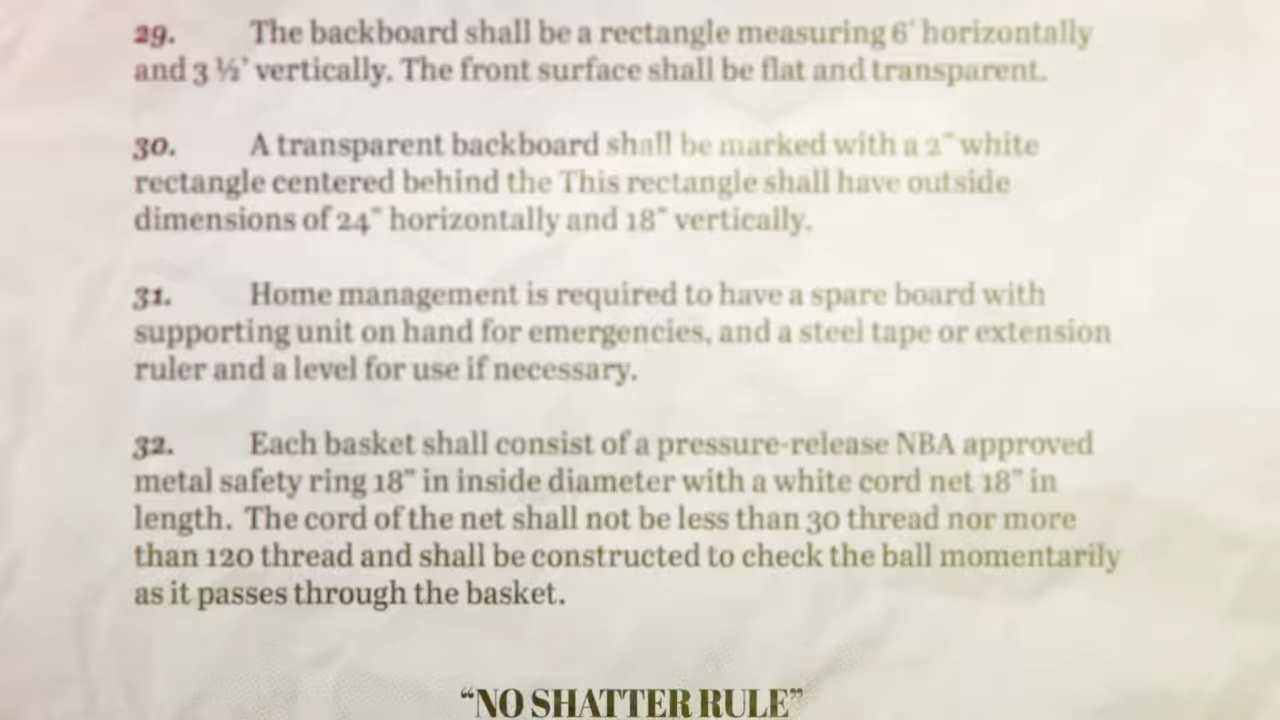 29. The backboard shall be a rectangle measuring 6' horizontally
and 3 ½' vertically. The front surface shall be flat and transparent.
30. A transparent backboard shall be marked with a 2" white
rectangle centered behind the This rectangle shall have outside
dimensions of 24" horizontally and 18" vertically.
31. Home management is required to have a spare board with
supporting unit on hand for emergencies, and a steel tape or extension
ruler and a level for use if necessary.
32. Each basket shall consist of a pressure-release NBA approved
metal safety ring 18" in inside diameter with a white cord net 18" in
length. The cord of the net shall not be less than 30 thread nor more
than 120 thread and shall be constructed to check the ball momentarily
as it passes through the basket.
“NO SHATTER RULE”